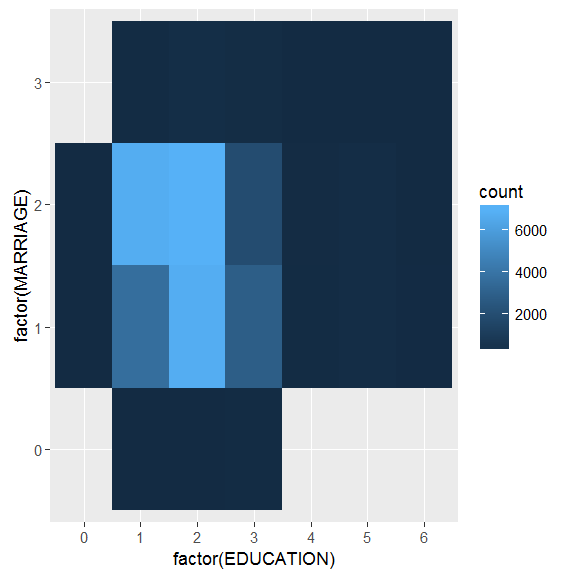 factor(MARRIAGE)
3
2
1
0
0 1 2 3 4 5 6
factor(EDUCATION)
count
6000
4000
2000